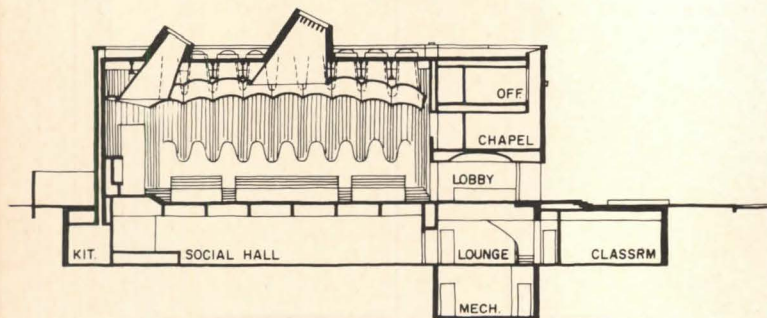 OFF.
CHAPEL
LOBBY
KIT. SOCIAL HALL LOUNGE CLASSRM
MECH.